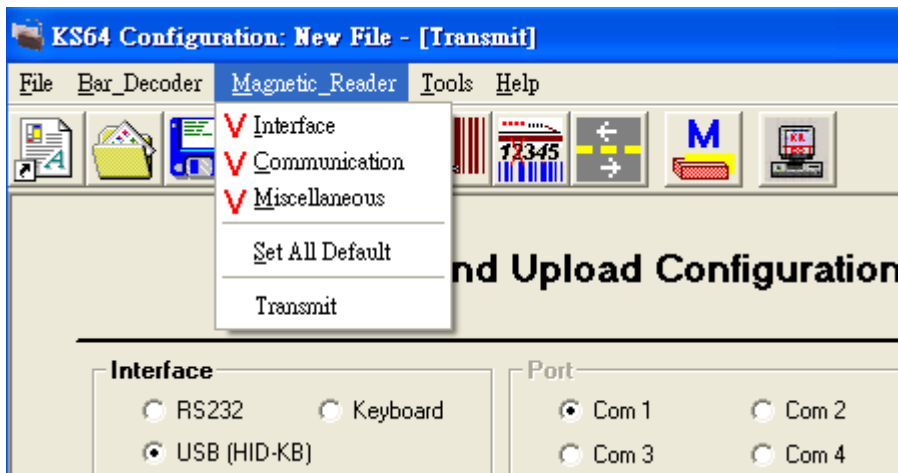 KS64 Configuration: New File - [Transmit]
File Bar_Decoder Magnetic_Reader Tools Help
V Interface
V Communication
V Miscellaneous
Set All Default
Transmit
A
12345
M
nd Upload Configuration
Interface
RS232 Keyboard
USB (HID-KB)
Port
Com 1 Com 2
Com 3 Com 4